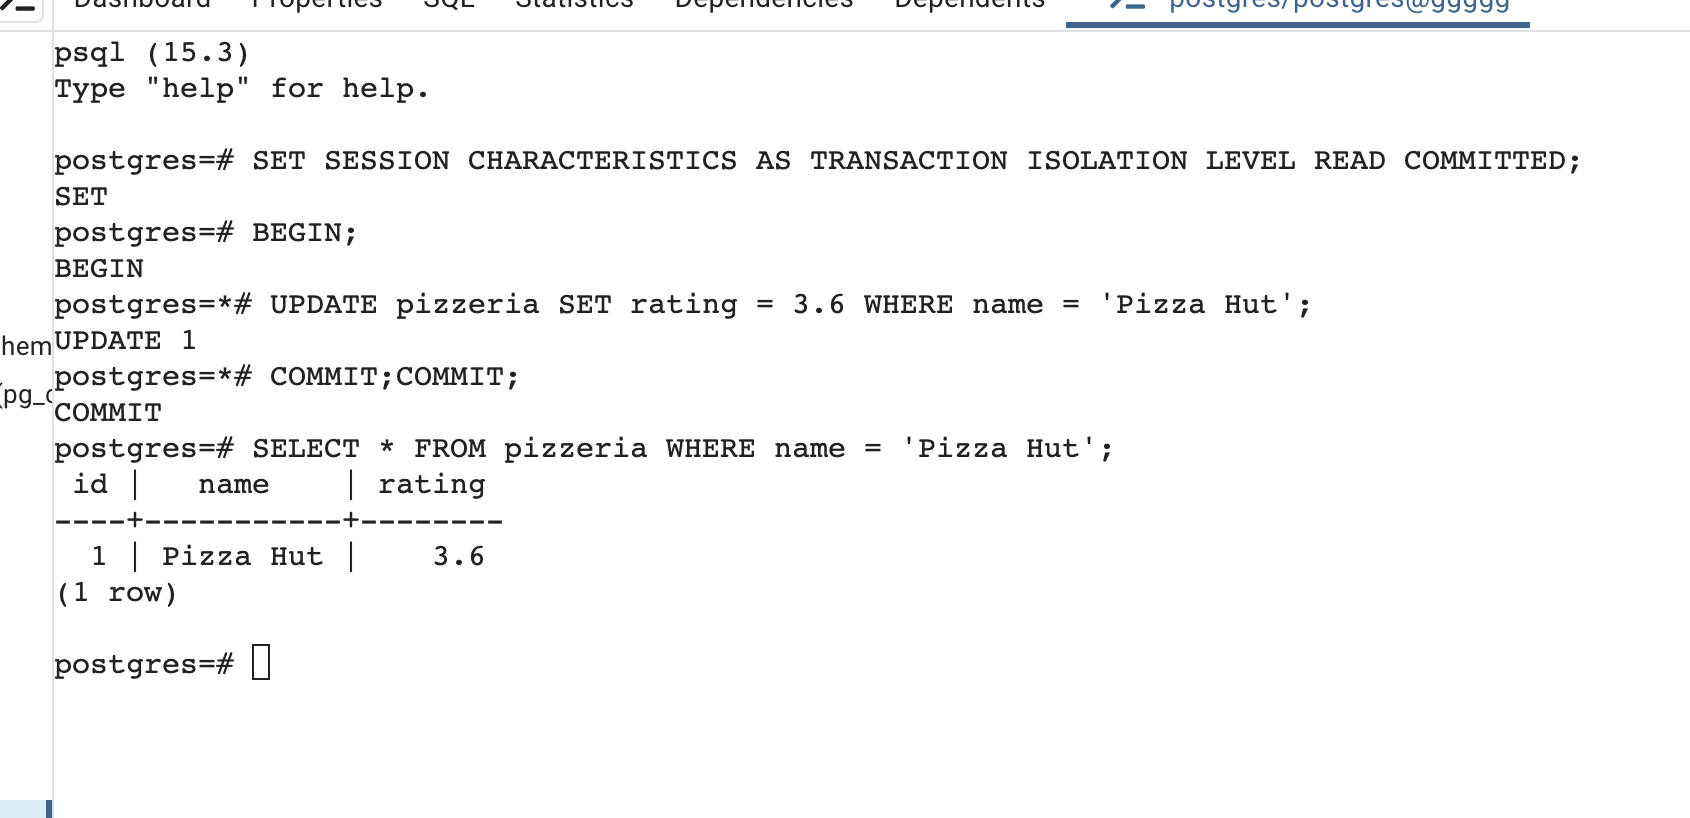 Dashboard Properties SQL Statistics Dependencies Dependents postgres/postgres@ggggg
psql (15.3)
Type "help" for help.
postgres=# SET SESSION CHARACTERISTICS AS TRANSACTION ISOLATION LEVEL READ COMMITTED;
SET
postgres=# BEGIN;
BEGIN
postgres=*# UPDATE pizzeria SET rating = 3.6 WHERE name = 'Pizza Hut';
hem
UPDATE 1
postgres=*# COMMIT;COMMIT;
(pg_c
COMMIT
postgres=# SELECT * FROM pizzeria WHERE name = 'Pizza Hut';
 id |   name    | rating
----+-----------+--------
  1 | Pizza Hut |    3.6
(1 row)
postgres=#